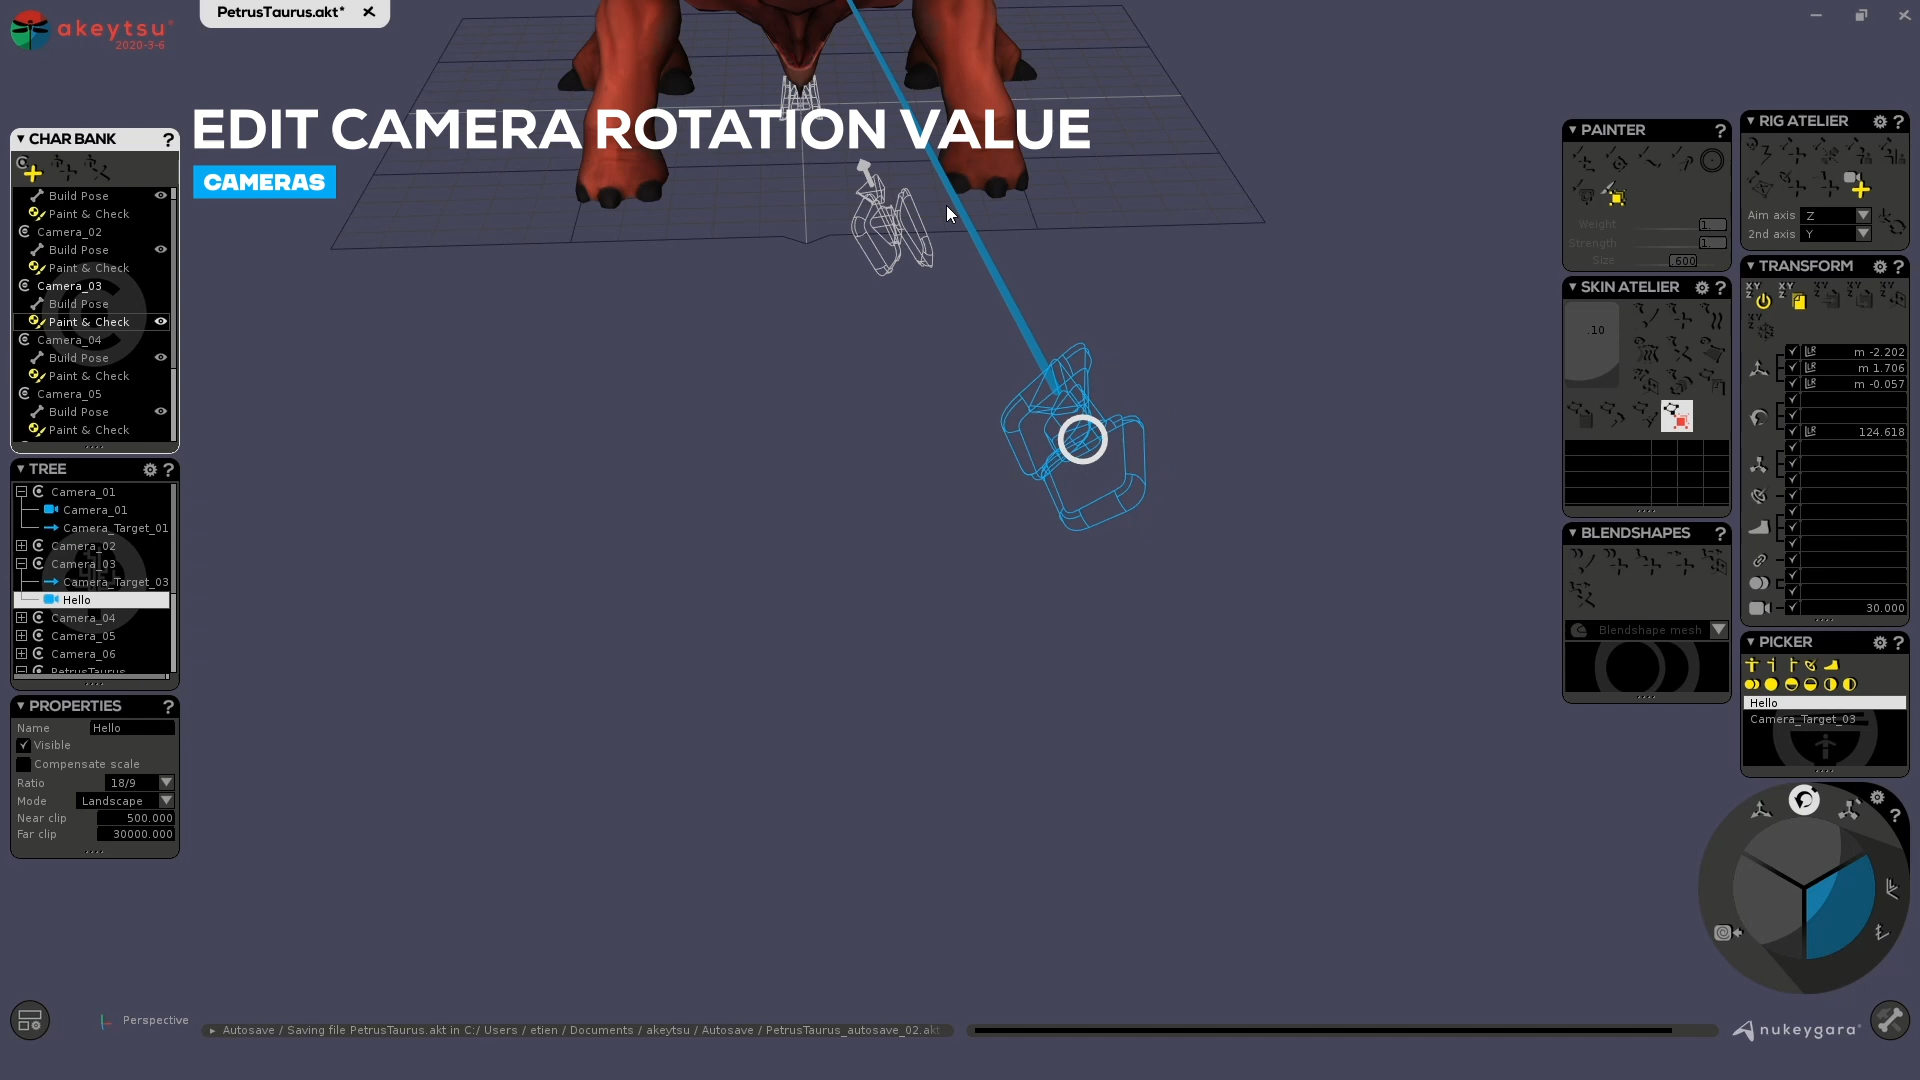 akeytsu
2020-3-6
PetrusTaurus.akt*
EDIT CAMERA ROTATION VALUE
CAMERAS
CHAR BANK ?
Build Pose
Paint & Check
Camera_02
Build Pose
Paint & Check
Camera_03
Build Pose
Paint & Check
Camera_04
Build Pose
Paint & Check
Camera_05
Build Pose
Paint & Check
TREE ?
Camera_01
Camera_01
Camera_Target_01
Camera_02
Camera_03
Camera_Target_03
Hello
Camera_04
Camera_05
Camera_06
PetrusTaurus
PROPERTIES ?
Name Hello
Visible
Compensate scale
Ratio 18/9
Mode Landscape
Near clip 500.000
Far clip 30000.000
Perspective
Autosave / Saving file PetrusTaurus.akt in C:/ Users / etien / Documents / akeytsu / Autosave / PetrusTaurus_autosave_02.akt
PAINTER ?
Weight 1.
Strength 1.
Size .600
SKIN ATELIER ?
.10
BLENDSHAPES ?
Blendshape mesh
RIG ATELIER ?
Aim axis Z
2nd axis Y
TRANSFORM ?
m -2.202
m 1.706
m -0.057
124.618
30.000
PICKER ?
Hello
Camera_Target_03
?
nukeygara